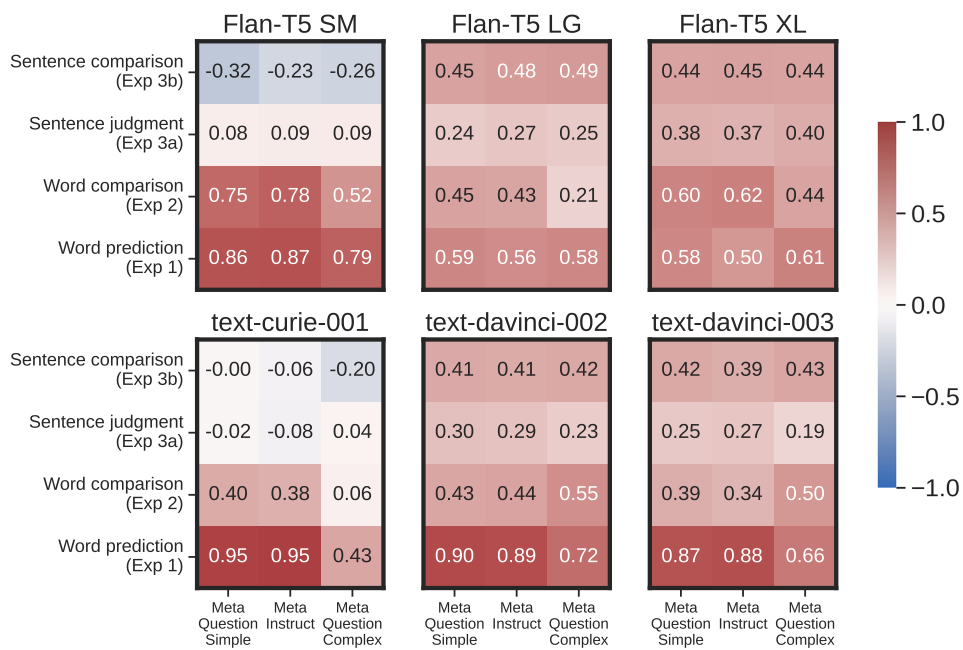 Flan-T5 SM Flan-T5 LG Flan-T5 XL
Sentence comparison
(Exp 3b)
-0.32 -0.23 -0.26 0.45 0.48 0.49 0.44 0.45 0.44
Sentence judgment
(Exp 3a)
0.08 0.09 0.09 0.24 0.27 0.25 0.38 0.37 0.40
Word comparison
(Exp 2)
0.75 0.78 0.52 0.45 0.43 0.21 0.60 0.62 0.44
Word prediction
(Exp 1)
0.86 0.87 0.79 0.59 0.56 0.58 0.58 0.50 0.61
text-curie-001 text-davinci-002 text-davinci-003
Sentence comparison
(Exp 3b)
-0.00 -0.06 -0.20 0.41 0.41 0.42 0.42 0.39 0.43
Sentence judgment
(Exp 3a)
-0.02 -0.08 0.04 0.30 0.29 0.23 0.25 0.27 0.19
Word comparison
(Exp 2)
0.40 0.38 0.06 0.43 0.44 0.55 0.39 0.34 0.50
Word prediction
(Exp 1)
0.95 0.95 0.43 0.90 0.89 0.72 0.87 0.88 0.66
Meta Meta Meta Meta Meta Meta Meta Meta Meta
Question Instruct Question Question Instruct Question Question Instruct Question
Simple Complex Simple Complex Simple Complex
1.0
0.5
0.0
−0.5
−1.0